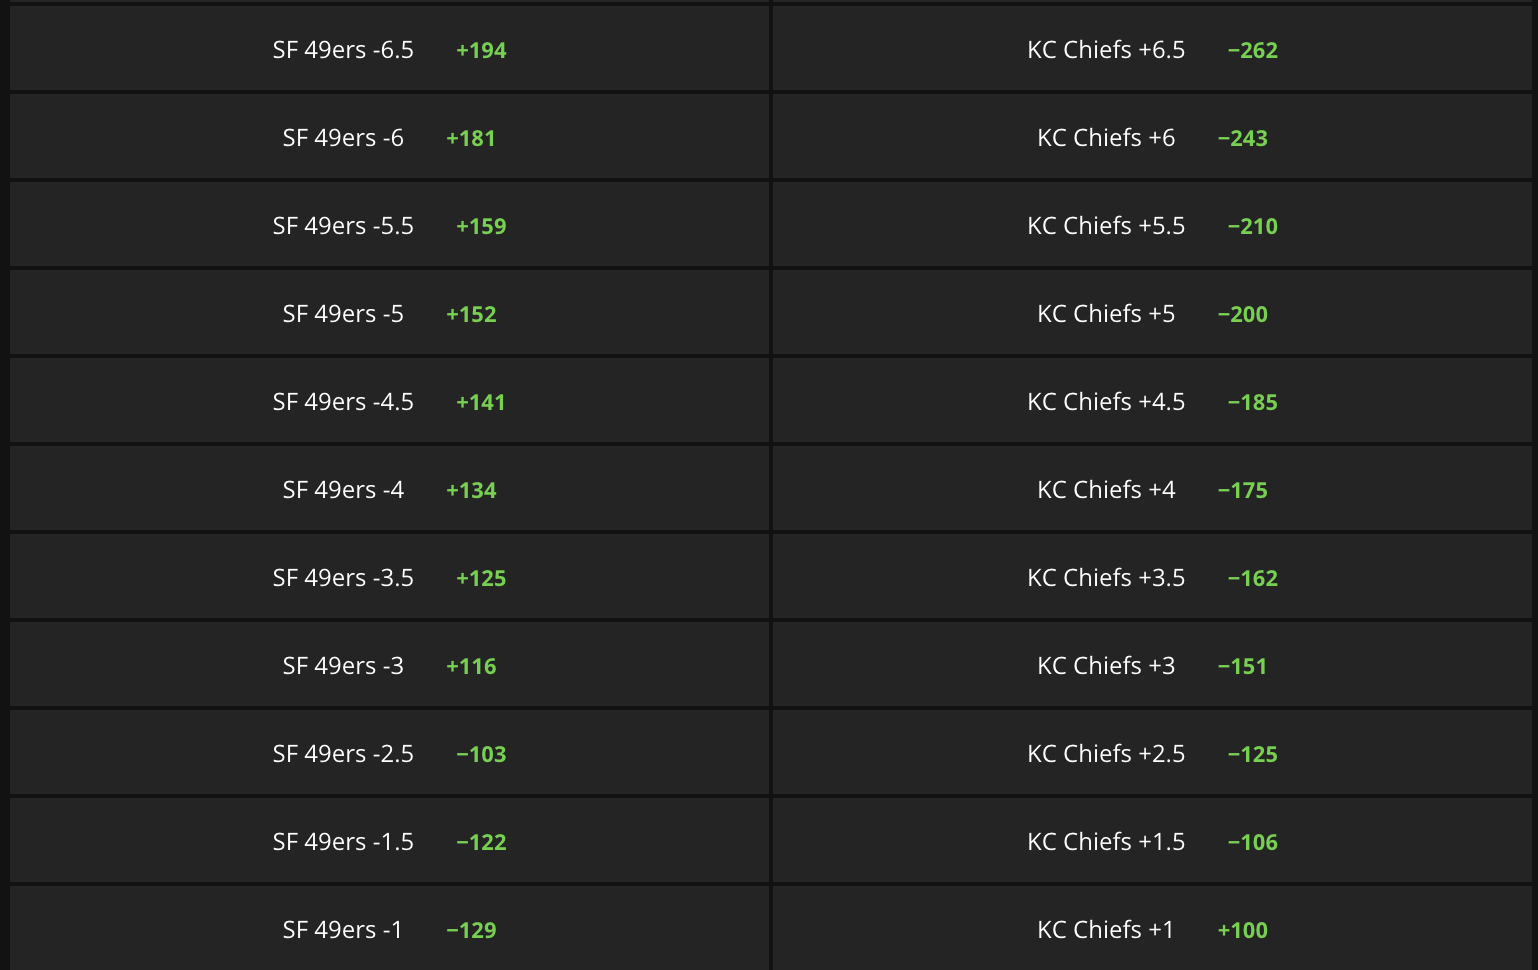 SF 49ers -6.5 +194 KC Chiefs +6.5 −262
SF 49ers -6 +181 KC Chiefs +6 −243
SF 49ers -5.5 +159 KC Chiefs +5.5 −210
SF 49ers -5 +152 KC Chiefs +5 −200
SF 49ers -4.5 +141 KC Chiefs +4.5 −185
SF 49ers -4 +134 KC Chiefs +4 −175
SF 49ers -3.5 +125 KC Chiefs +3.5 −162
SF 49ers -3 +116 KC Chiefs +3 −151
SF 49ers -2.5 −103 KC Chiefs +2.5 −125
SF 49ers -1.5 −122 KC Chiefs +1.5 −106
SF 49ers -1 −129 KC Chiefs +1 +100